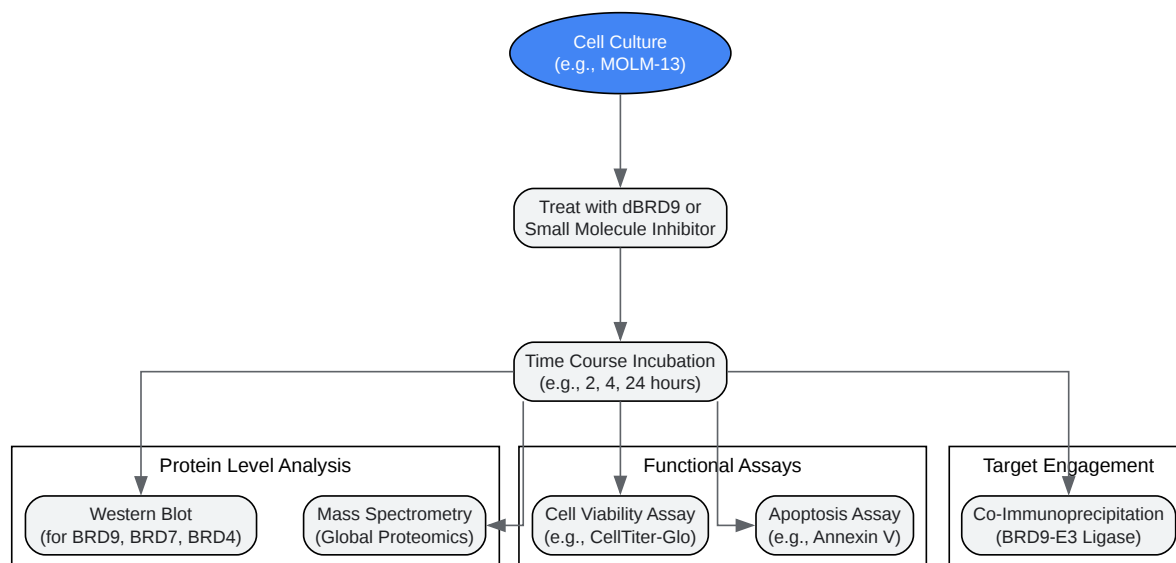 Cell Culture
(e.g., MOLM-13)
Treat with dBRD9 or
Small Molecule Inhibitor
Time Course Incubation
(e.g., 2, 4, 24 hours)
Protein Level Analysis
Western Blot
(for BRD9, BRD7, BRD4)
Mass Spectrometry
(Global Proteomics)
Functional Assays
Cell Viability Assay
(e.g., CellTiter-Glo)
Apoptosis Assay
(e.g., Annexin V)
Target Engagement
Co-Immunoprecipitation
(BRD9-E3 Ligase)